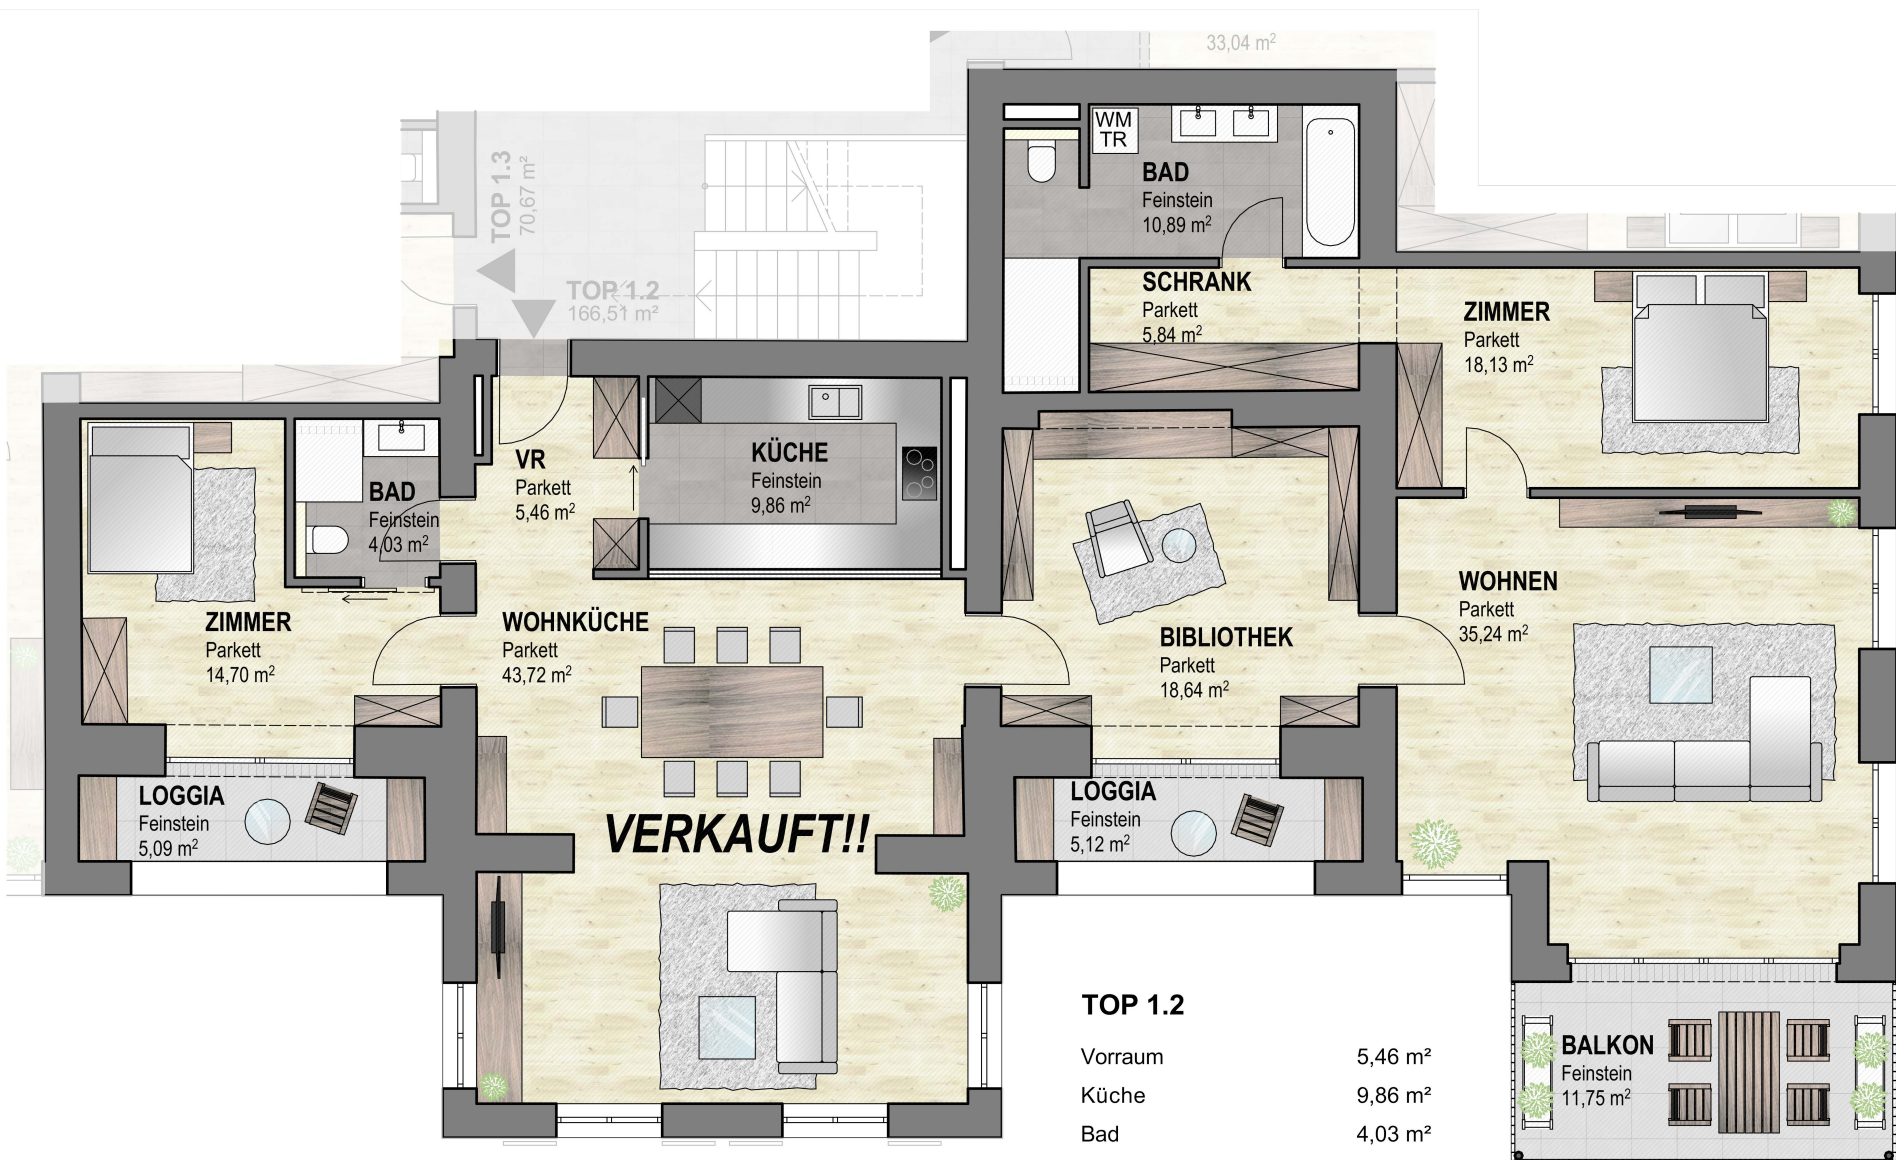 33,04 m²
TOP 1.3
70,67 m²
TOP 1.2
166,51 m²
WM
TR
BAD
Feinstein
10,89 m²
SCHRANK
Parkett
5,84 m²
ZIMMER
Parkett
18,13 m²
VR
Parkett
5,46 m²
KÜCHE
Feinstein
9,86 m²
BAD
Feinstein
4,03 m²
ZIMMER
Parkett
14,70 m²
WOHNKÜCHE
Parkett
43,72 m²
BIBLIOTHEK
Parkett
18,64 m²
WOHNEN
Parkett
35,24 m²
LOGGIA
Feinstein
5,09 m²
VERKAUFT!!
LOGGIA
Feinstein
5,12 m²
BALKON
Feinstein
11,75 m²
TOP 1.2
Vorraum 5,46 m²
Küche 9,86 m²
Bad 4,03 m²